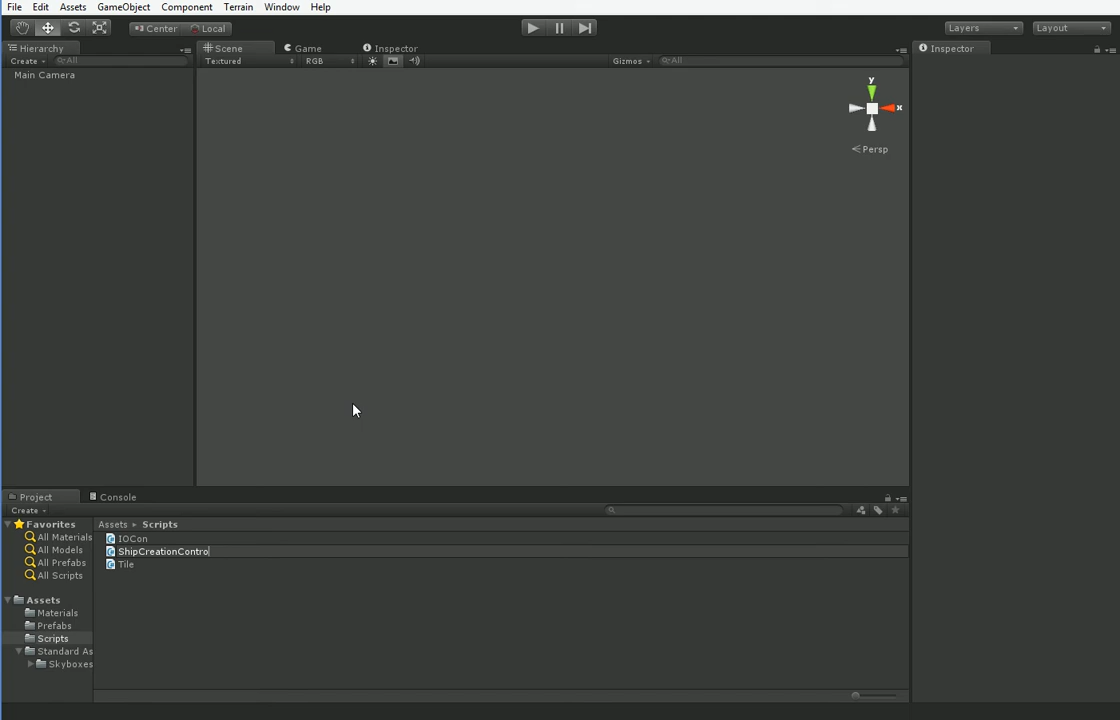 File Edit Assets GameObject Component Terrain Window Help
Center Local Layers Layout
Hierarchy Scene Game Inspector Inspector
Create All Textured RGB Gizmos All
Main Camera
y
x
Persp
Project Console
Create
Favorites Assets Scripts
All Materials IOCon
All Models ShipCreationContro
All Prefabs Tile
All Scripts
Assets
Materials
Prefabs
Scripts
Standard As
Skyboxes